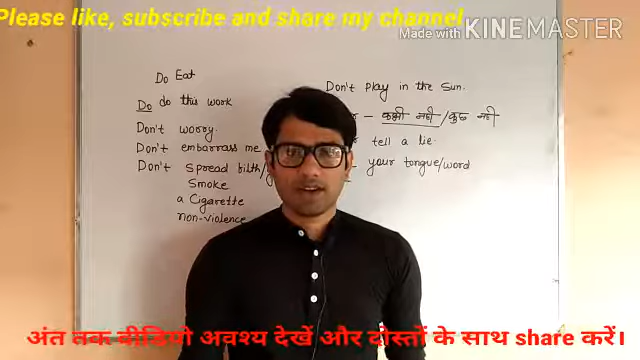 Please like, subscribe and share my channel
Made with KINEMASTER
Do Eat
Do do this work
Don't worry.
Don't embarrass me
Don't spread
Smoke
a Cigarette
non-violence
Don't play in the Sun.
– कभी नहीं / कुछ नहीं
tell a lie.
your tongue/word
अंत तक वीडियो अवश्य देखें और दोस्तों के साथ share करें।